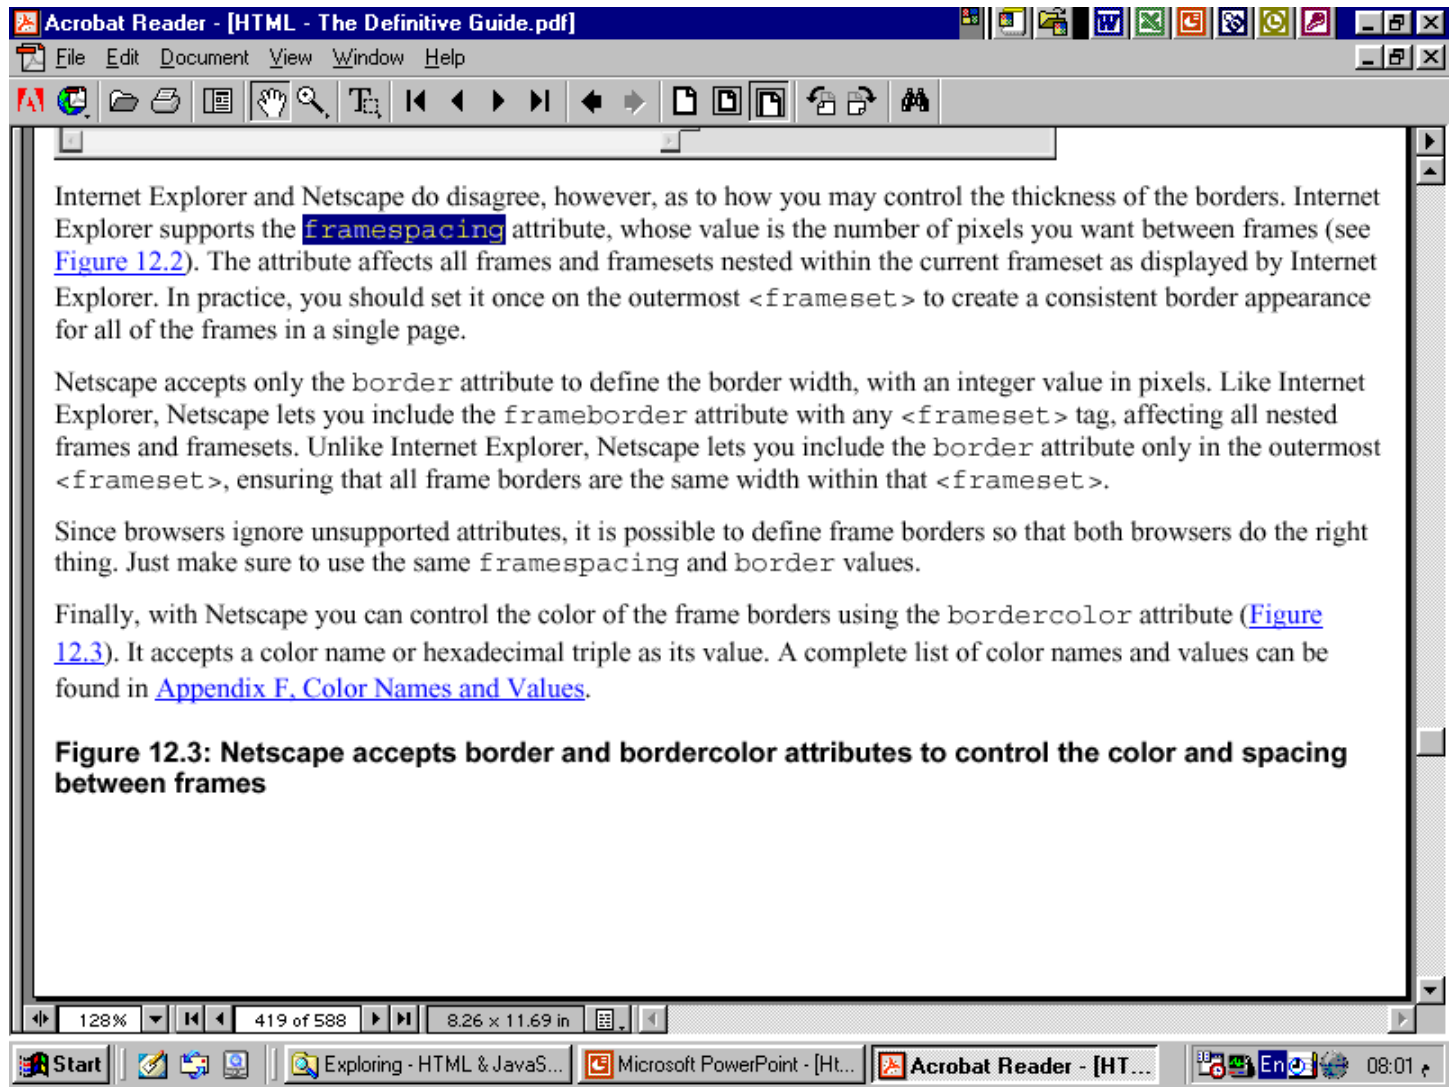 Acrobat Reader - [HTML - The Definitive Guide.pdf]
File Edit Document View Window Help
Internet Explorer and Netscape do disagree, however, as to how you may control the thickness of the borders. Internet
Explorer supports the framespacing attribute, whose value is the number of pixels you want between frames (see
Figure 12.2). The attribute affects all frames and framesets nested within the current frameset as displayed by Internet
Explorer. In practice, you should set it once on the outermost <frameset> to create a consistent border appearance
for all of the frames in a single page.
Netscape accepts only the border attribute to define the border width, with an integer value in pixels. Like Internet
Explorer, Netscape lets you include the frameborder attribute with any <frameset> tag, affecting all nested
frames and framesets. Unlike Internet Explorer, Netscape lets you include the border attribute only in the outermost
<frameset>, ensuring that all frame borders are the same width within that <frameset>.
Since browsers ignore unsupported attributes, it is possible to define frame borders so that both browsers do the right
thing. Just make sure to use the same framespacing and border values.
Finally, with Netscape you can control the color of the frame borders using the bordercolor attribute (Figure
12.3). It accepts a color name or hexadecimal triple as its value. A complete list of color names and values can be
found in Appendix F, Color Names and Values.
Figure 12.3: Netscape accepts border and bordercolor attributes to control the color and spacing
between frames
128% 419 of 588 8.26 x 11.69 in
Start Exploring - HTML & JavaS... Microsoft PowerPoint - [Ht... Acrobat Reader - [HT... En 08:01 م